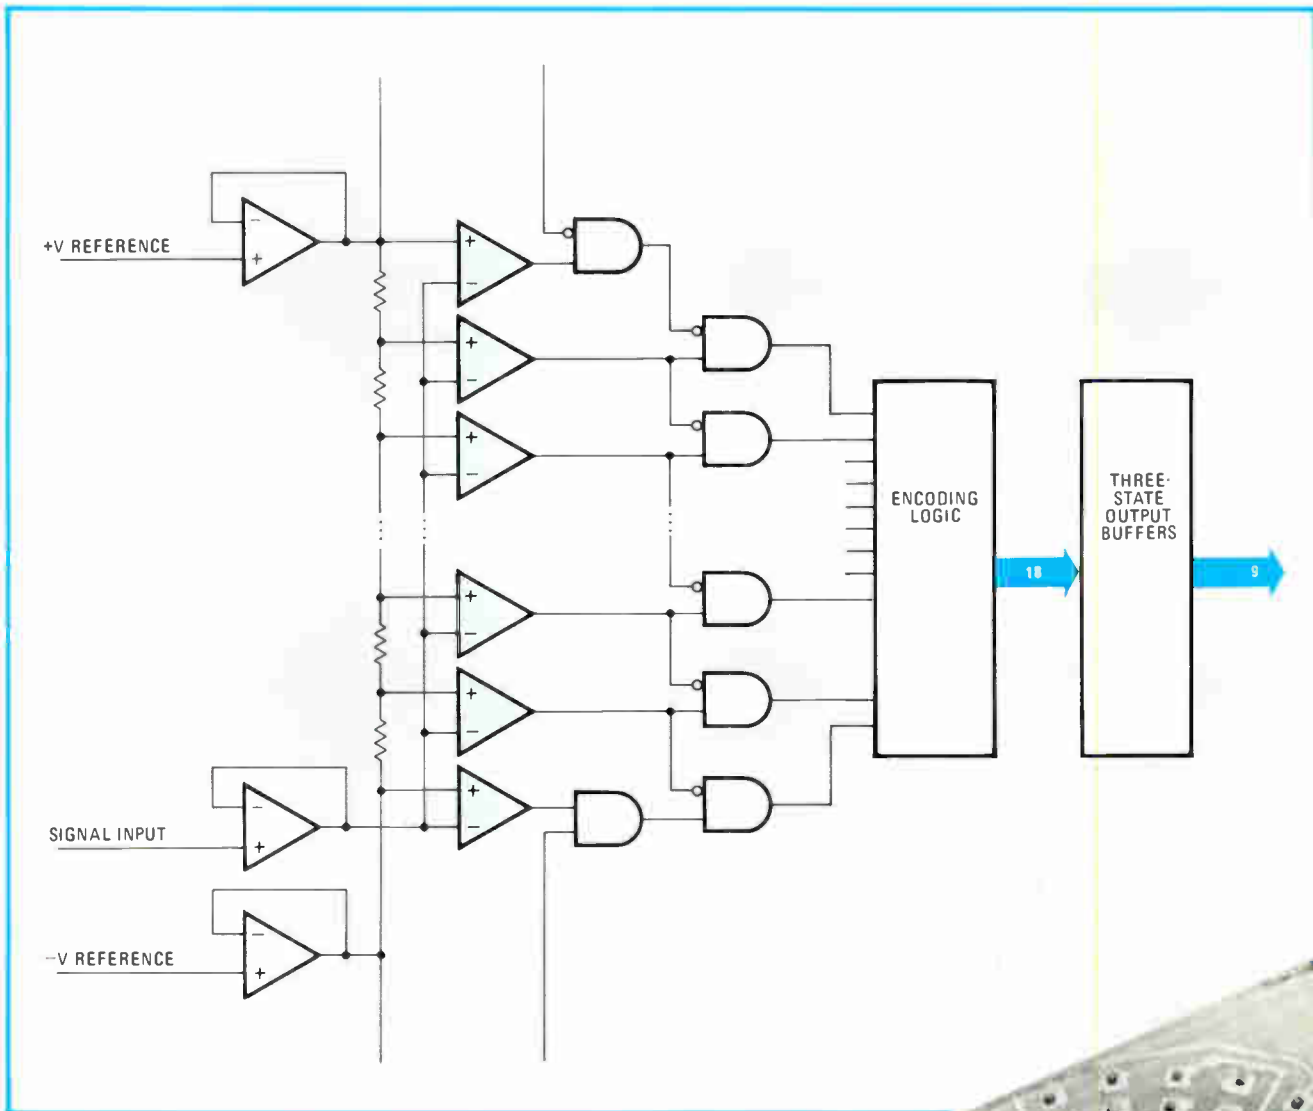 +V REFERENCE
SIGNAL INPUT
−V REFERENCE
+
−
+
−
+
−
+
−
+
−
+
−
+
−
+
−
+
−
ENCODING
LOGIC
18
THREE-
STATE
OUTPUT
BUFFERS
9